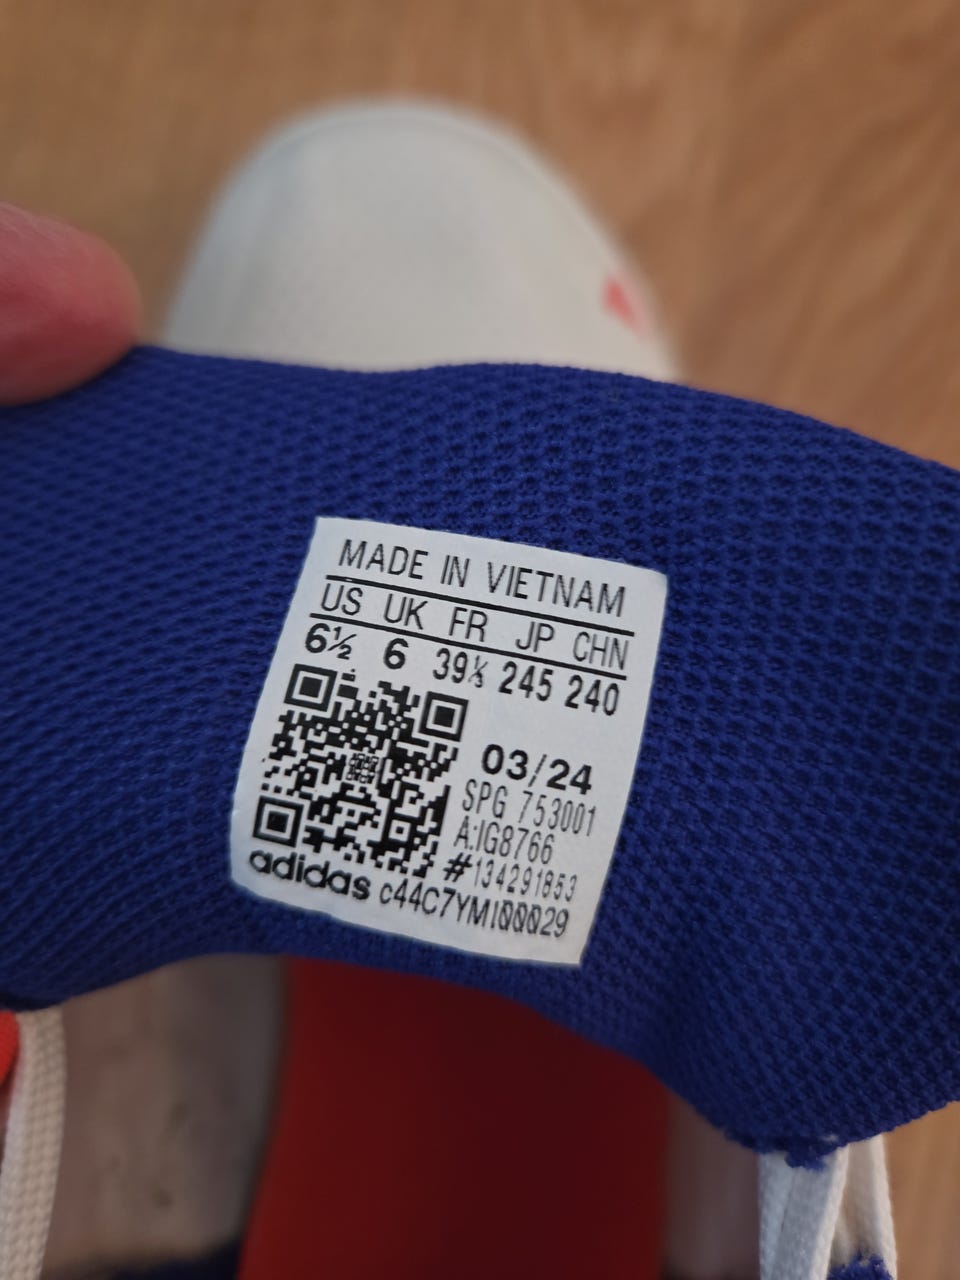 MADE IN VIETNAM
US UK FR JP CHN
6½ 6 39⅓ 245 240
03/24
SPG 753001
A:IG8766
#134291853
adidas c44C7YMI00029